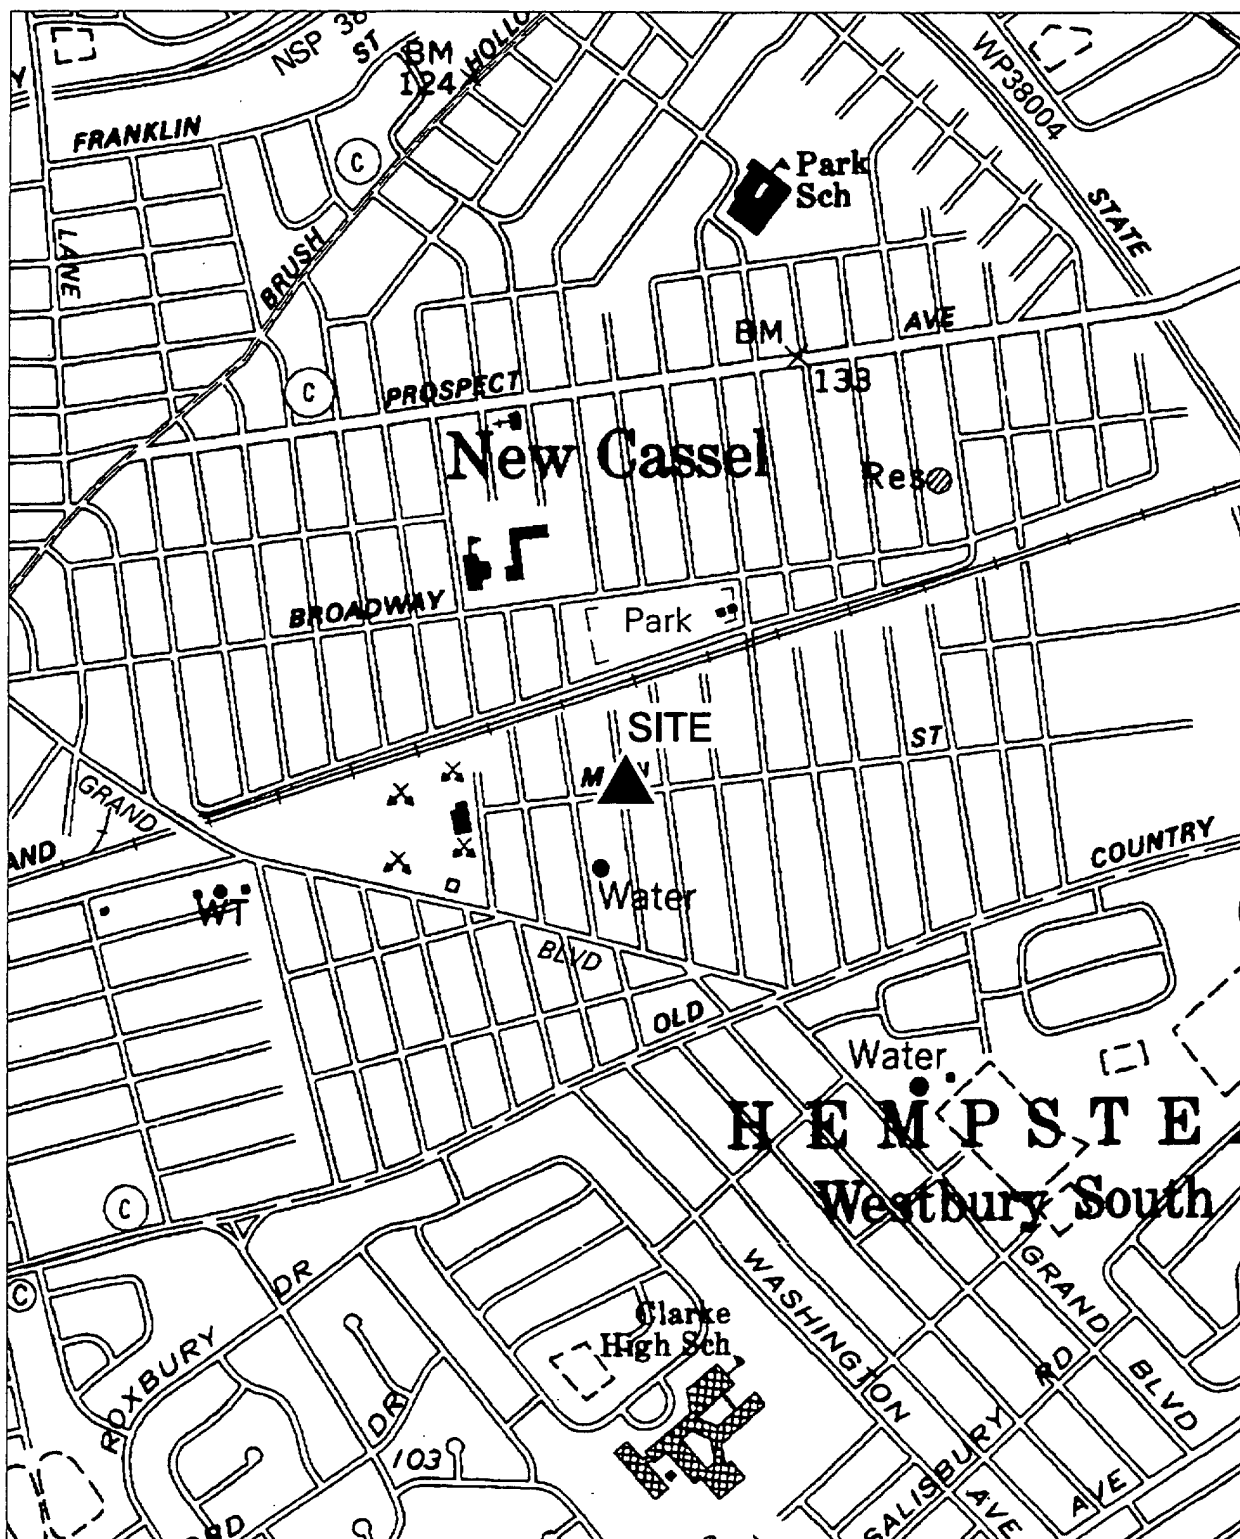 NSP 38
ST
BM
124
HOLLO
WP38004
Y
FRANKLIN
C
Park
Sch
STATE
LANE
BRUSH
BM
AVE
133
C
PROSPECT
New Cassel
Res
BROADWAY
Park
SITE
ST
M
GRAND
AND
COUNTRY
WT
Water
BLVD
OLD
Water
HEMPSTE
Westbury South
C
C
DR
GRAND
WASHINGTON
Clarke
High Sch
ROXBURY
RD
BLVD
DR
103
SALISBURY
AVE
AVE